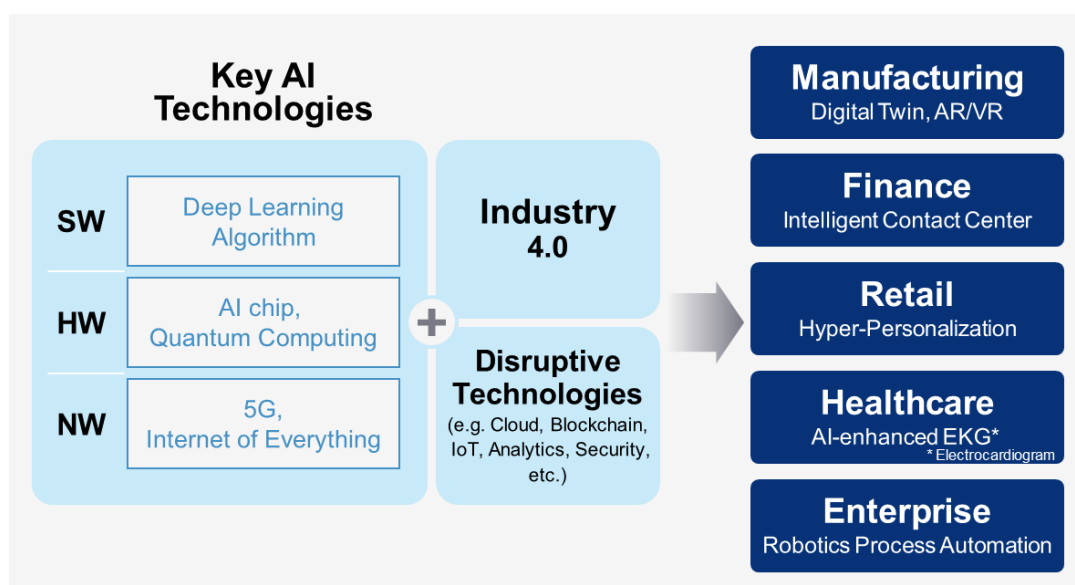 Key AI
Technologies
SW
Deep Learning
Algorithm
HW
AI chip,
Quantum Computing
NW
5G,
Internet of Everything
+
Industry
4.0
Disruptive
Technologies
(e.g. Cloud, Blockchain,
IoT, Analytics, Security,
etc.)
Manufacturing
Digital Twin, AR/VR
Finance
Intelligent Contact Center
Retail
Hyper-Personalization
Healthcare
AI-enhanced EKG*
* Electrocardiogram
Enterprise
Robotics Process Automation